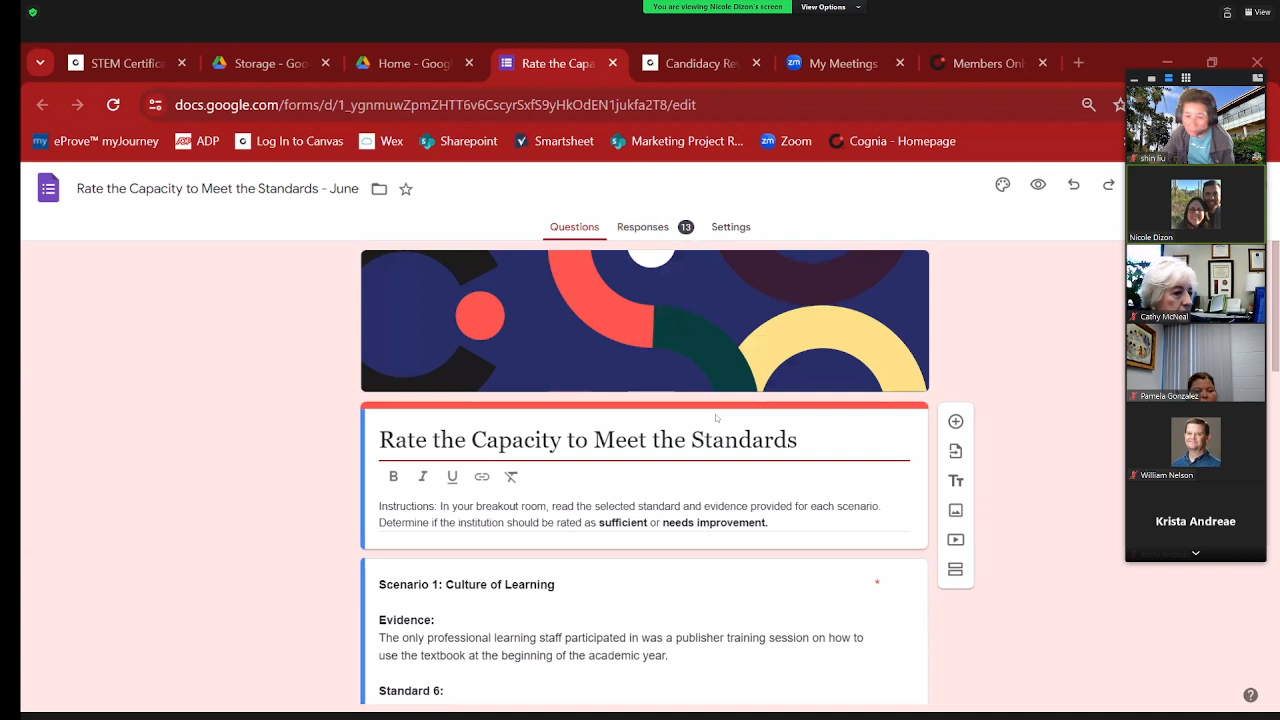 You are viewing Nicole Dizon's screen
View Options
View
STEM Certifica
Storage - Goo
Home - Googl
Rate the Capa
Candidacy Re
My Meetings
Members Onl
docs.google.com/forms/d/1_ygnmuwZpmZHTT6v6CscyrSxfS9yHkOdEN1jukfa2T8/edit
eProve™ myJourney
ADP
Log In to Canvas
Wex
Sharepoint
Smartsheet
Marketing Project R...
Zoom
Cognia - Homepage
Rate the Capacity to Meet the Standards - June
Questions
Responses 13
Settings
Rate the Capacity to Meet the Standards
Instructions: In your breakout room, read the selected standard and evidence provided for each scenario.
Determine if the institution should be rated as sufficient or needs improvement.
Scenario 1: Culture of Learning *
Evidence:
The only professional learning staff participated in was a publisher training session on how to
use the textbook at the beginning of the academic year.
Standard 6:
shin liu
Nicole Dizon
Cathy McNeal
Pamela Gonzalez
William Nelson
Krista Andreae
Krista Andreae